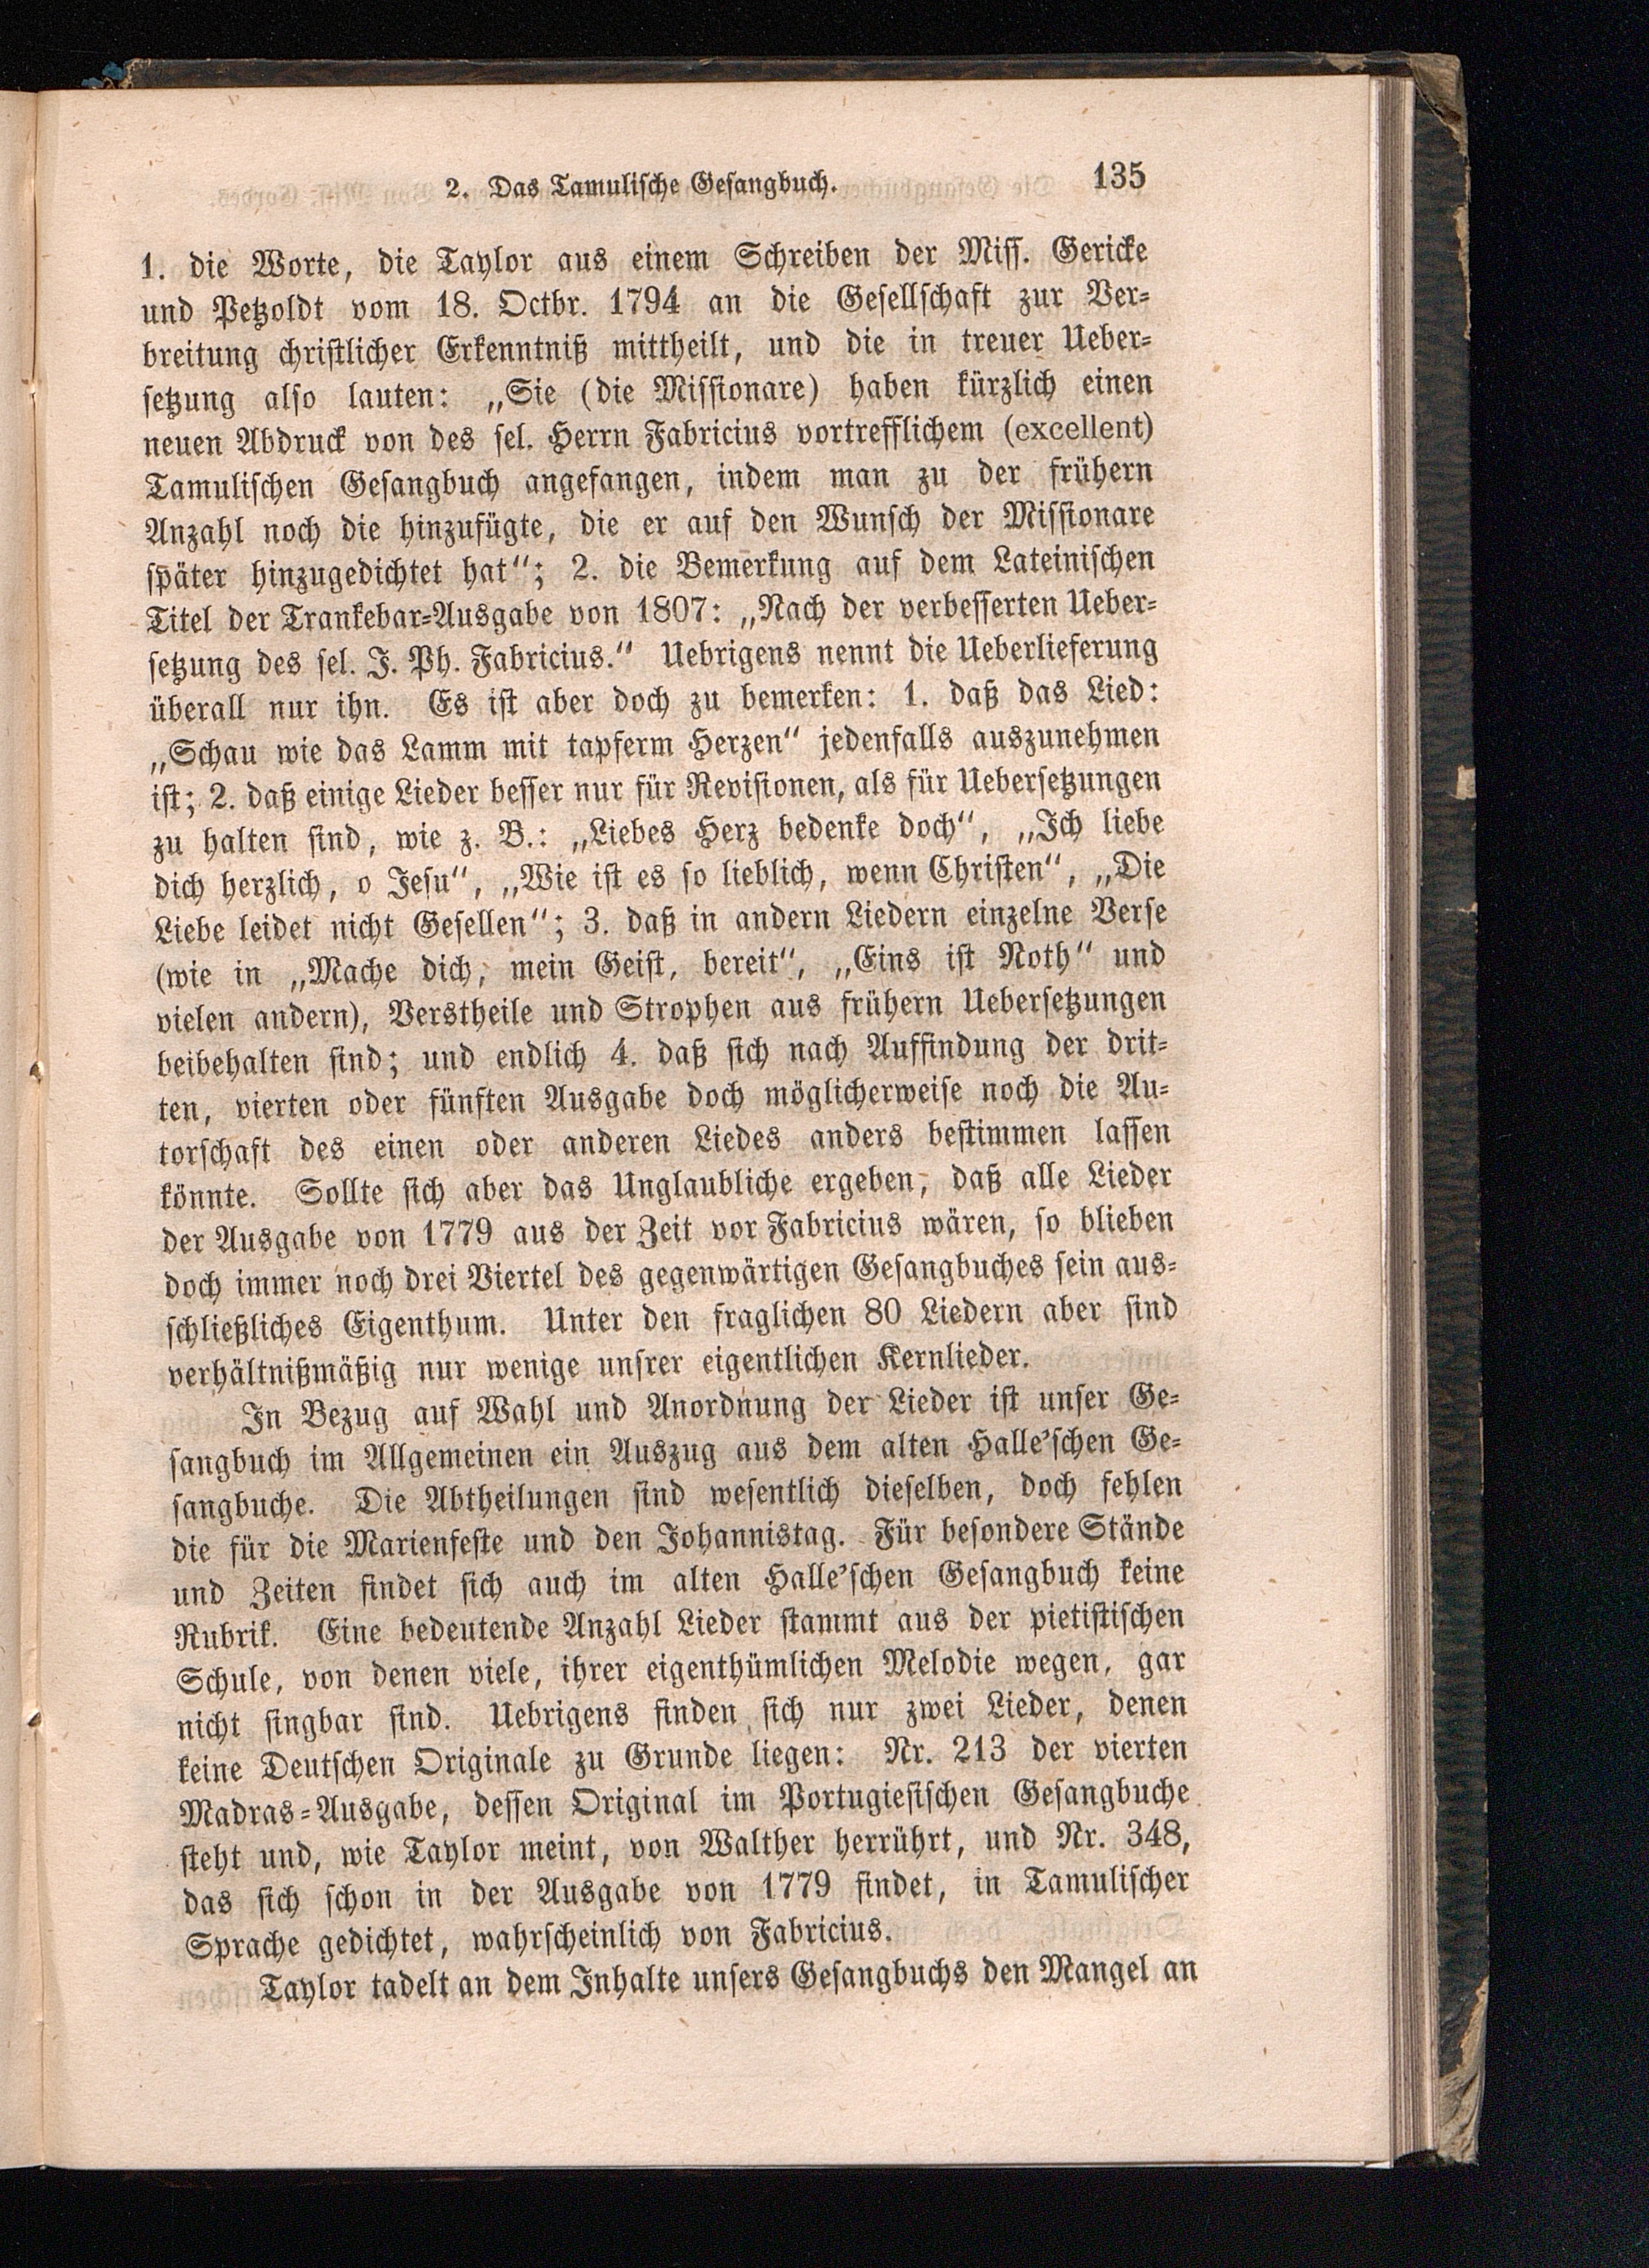 2. Das Tamulische Gesangbuch. 135
1. die Worte, die Taylor aus einem Schreiben der Miss. Gericke
und Petzoldt vom 18. Octbr. 1794 an die Gesellschaft zur Ver-
breitung christlicher Erkenntniß mittheilt, und die in treuer Ueber-
setzung also lauten: „Sie (die Missionare) haben kürzlich einen
neuen Abdruck von des sel. Herrn Fabricius vortrefflichem (excellent)
Tamulischen Gesangbuch angefangen, indem man zu der frühern
Anzahl noch die hinzufügte, die er auf den Wunsch der Missionare
später hinzugedichtet hat“; 2. die Bemerkung auf dem Lateinischen
Titel der Trankebar-Ausgabe von 1807: „Nach der verbesserten Ueber-
setzung des sel. J. Ph. Fabricius.“ Uebrigens nennt die Ueberlieferung
überall nur ihn. Es ist aber doch zu bemerken: 1. daß das Lied:
„Schau wie das Lamm mit tapferm Herzen“ jedenfalls auszunehmen
ist; 2. daß einige Lieder besser nur für Revisionen, als für Uebersetzungen
zu halten sind, wie z. B.: „Liebes Herz bedenke doch“, „Ich liebe
dich herzlich, o Jesu“, „Wie ist es so lieblich, wenn Christen“, „Die
Liebe leidet nicht Gesellen“; 3. daß in andern Liedern einzelne Verse
(wie in „Mache dich, mein Geist, bereit“, „Eins ist Noth“ und
vielen andern), Verstheile und Strophen aus frühern Uebersetzungen
beibehalten sind; und endlich 4. daß sich nach Auffindung der drit-
ten, vierten oder fünften Ausgabe doch möglicherweise noch die Au-
torschaft des einen oder anderen Liedes anders bestimmen lassen
könnte. Sollte sich aber das Unglaubliche ergeben, daß alle Lieder
der Ausgabe von 1779 aus der Zeit vor Fabricius wären, so blieben
doch immer noch drei Viertel des gegenwärtigen Gesangbuches sein aus-
schließliches Eigenthum. Unter den fraglichen 80 Liedern aber sind
verhältnißmäßig nur wenige unsrer eigentlichen Kernlieder.
In Bezug auf Wahl und Anordnung der Lieder ist unser Ge-
sangbuch im Allgemeinen ein Auszug aus dem alten Halle'schen Ge-
sangbuche. Die Abtheilungen sind wesentlich dieselben, doch fehlen
die für die Marienfeste und den Johannistag. Für besondere Stände
und Zeiten findet sich auch im alten Halle'schen Gesangbuch keine
Rubrik. Eine bedeutende Anzahl Lieder stammt aus der pietistischen
Schule, von denen viele, ihrer eigenthümlichen Melodie wegen, gar
nicht singbar sind. Uebrigens finden sich nur zwei Lieder, denen
keine Deutschen Originale zu Grunde liegen: Nr. 213 der vierten
Madras-Ausgabe, dessen Original im Portugiesischen Gesangbuche
steht und, wie Taylor meint, von Walther herrührt, und Nr. 348,
das sich schon in der Ausgabe von 1779 findet, in Tamulischer
Sprache gedichtet, wahrscheinlich von Fabricius.
Taylor tadelt an dem Inhalte unsers Gesangbuchs den Mangel an